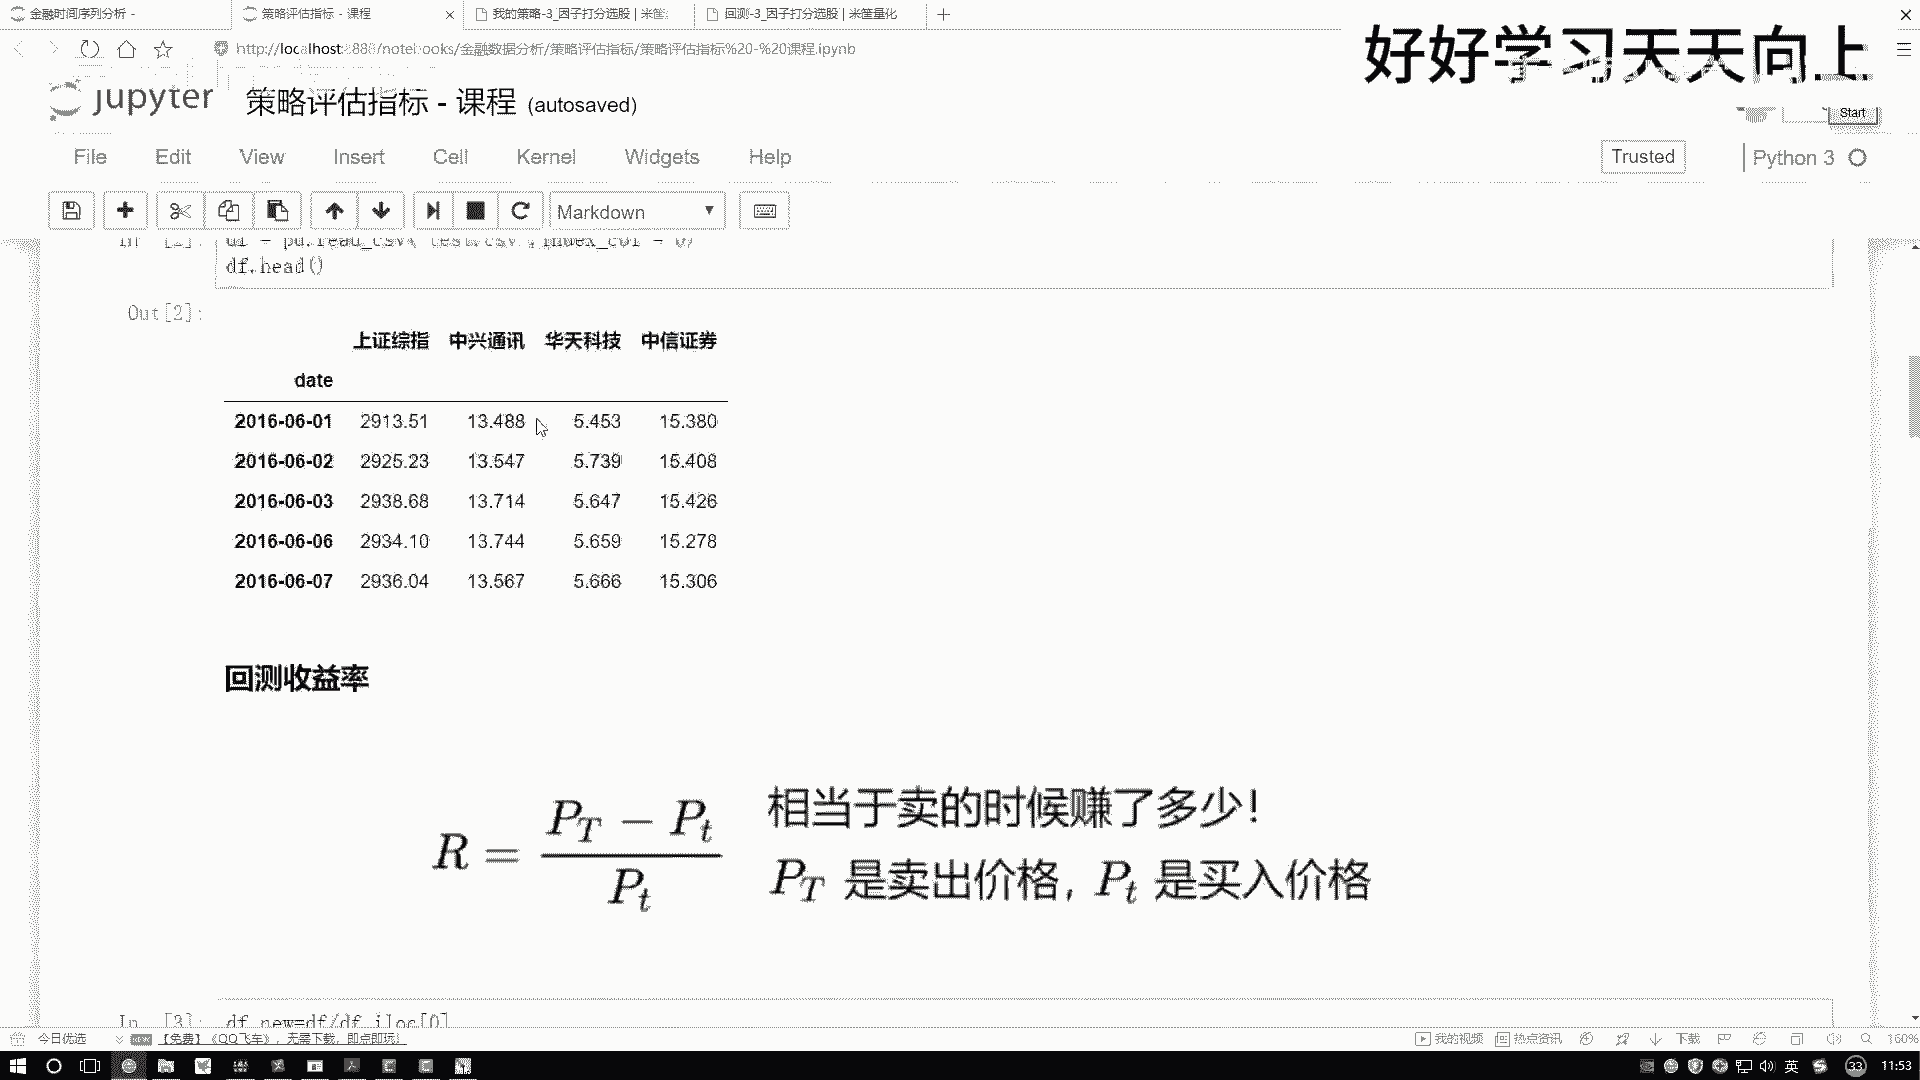 金融时间序列分析 -
策略评估指标 - 课程
我的策略-3_因子打分选股 | 米筐
回测-3_因子打分选股 | 米筐量化
http://localhost:888/notebooks/金融数据分析/策略评估指标/策略评估指标%20-%20课程.ipynb
好好学习天天向上
jupyter 策略评估指标 - 课程 (autosaved)
Start
File Edit View Insert Cell Kernel Widgets Help
Trusted
Python 3
Markdown
df = pd.read_csv('test.csv',index_col = 0)
df.head()
Out[2]:
上证综指 中兴通讯 华天科技 中信证券
date
2016-06-01 2913.51 13.488 5.453 15.380
2016-06-02 2925.23 13.547 5.739 15.408
2016-06-03 2938.68 13.714 5.647 15.426
2016-06-06 2934.10 13.744 5.659 15.278
2016-06-07 2936.04 13.567 5.666 15.306
回测收益率
R = (P_T − P_t) / P_t
相当于卖的时候赚了多少!
P_T 是卖出价格, P_t 是买入价格
In [3]: df_new=df/df.iloc[0]
今日优选
【免费】《QQ飞车》,无需下载,即点即玩!
我的视频
热点资讯
下载
160%
英
33
11:53